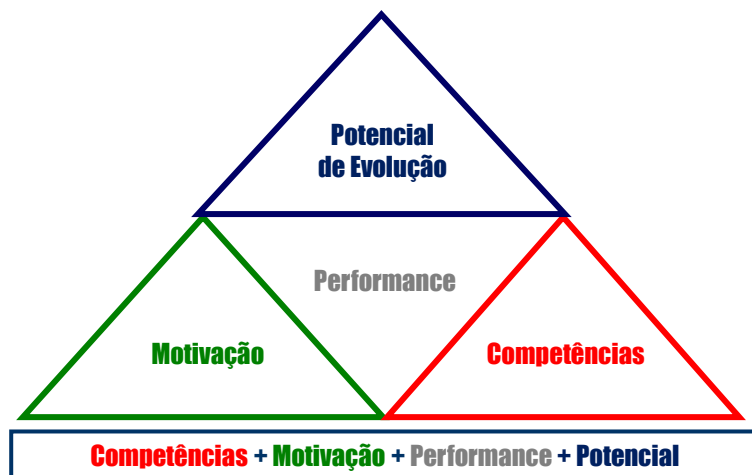 Potencial
de Evolução
Performance
Motivação
Competências
Competências + Motivação + Performance + Potencial